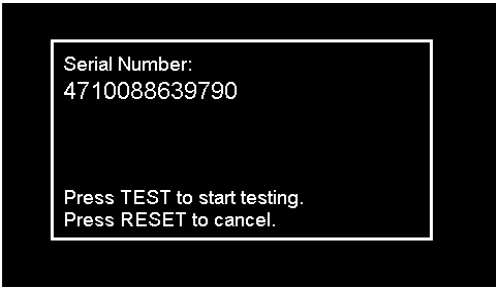 Serial Number:
4710088639790
Press TEST to start testing.
Press RESET to cancel.